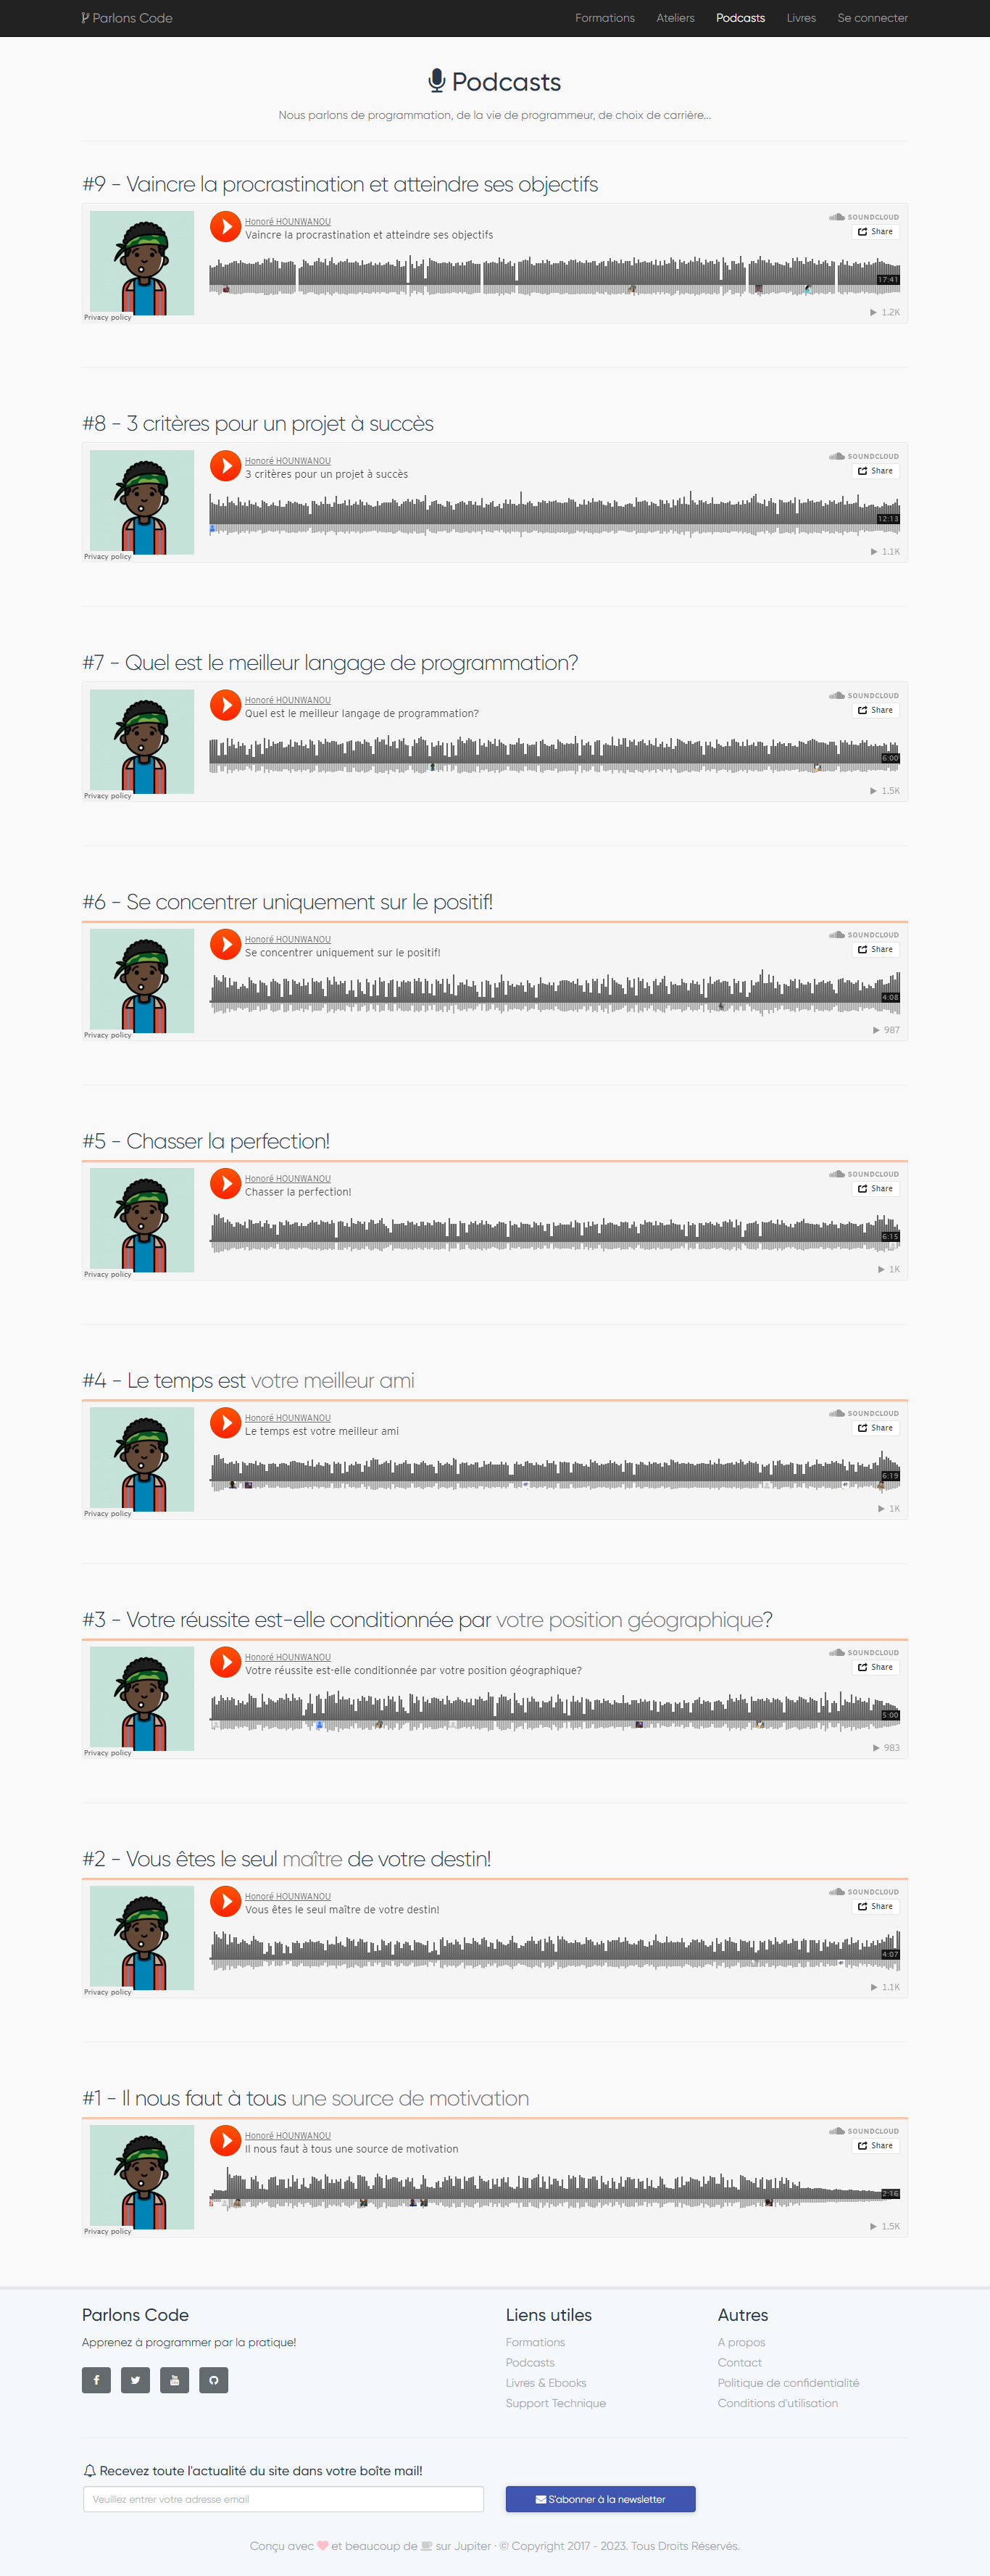 Parlons Code
Formations Ateliers Podcasts Livres Se connecter
Podcasts
Nous parlons de programmation, de la vie de programmeur, de choix de carrière...
#9 - Vaincre la procrastination et atteindre ses objectifs
Honoré HOUNWANOU
SOUNDCLOUD
Vaincre la procrastination et atteindre ses objectifs
Share
17:41
Privacy policy
1.2K
#8 - 3 critères pour un projet à succès
Honoré HOUNWANOU
SOUNDCLOUD
3 critères pour un projet à succès
Share
12:13
Privacy policy
1.1K
#7 - Quel est le meilleur langage de programmation?
Honoré HOUNWANOU
SOUNDCLOUD
Quel est le meilleur langage de programmation?
Share
6:00
Privacy policy
1.5K
#6 - Se concentrer uniquement sur le positif!
Honoré HOUNWANOU
SOUNDCLOUD
Se concentrer uniquement sur le positif!
Share
4:08
Privacy policy
987
#5 - Chasser la perfection!
Honoré HOUNWANOU
SOUNDCLOUD
Chasser la perfection!
Share
6:15
Privacy policy
1K
#4 - Le temps est votre meilleur ami
Honoré HOUNWANOU
SOUNDCLOUD
Le temps est votre meilleur ami
Share
6:19
Privacy policy
1K
#3 - Votre réussite est-elle conditionnée par votre position géographique?
Honoré HOUNWANOU
SOUNDCLOUD
Votre réussite est-elle conditionnée par votre position géographique?
Share
5:00
Privacy policy
983
#2 - Vous êtes le seul maître de votre destin!
Honoré HOUNWANOU
SOUNDCLOUD
Vous êtes le seul maître de votre destin!
Share
4:07
Privacy policy
1.1K
#1 - Il nous faut à tous une source de motivation
Honoré HOUNWANOU
SOUNDCLOUD
Il nous faut à tous une source de motivation
Share
2:16
Privacy policy
1.5K
Parlons Code
Apprenez à programmer par la pratique!
Liens utiles
Formations
Podcasts
Livres & Ebooks
Support Technique
Autres
A propos
Contact
Politique de confidentialité
Conditions d'utilisation
Recevez toute l'actualité du site dans votre boîte mail!
Veuillez entrer votre adresse email
S'abonner à la newsletter
Conçu avec et beaucoup de sur Jupiter · © Copyright 2017 - 2023. Tous Droits Réservés.